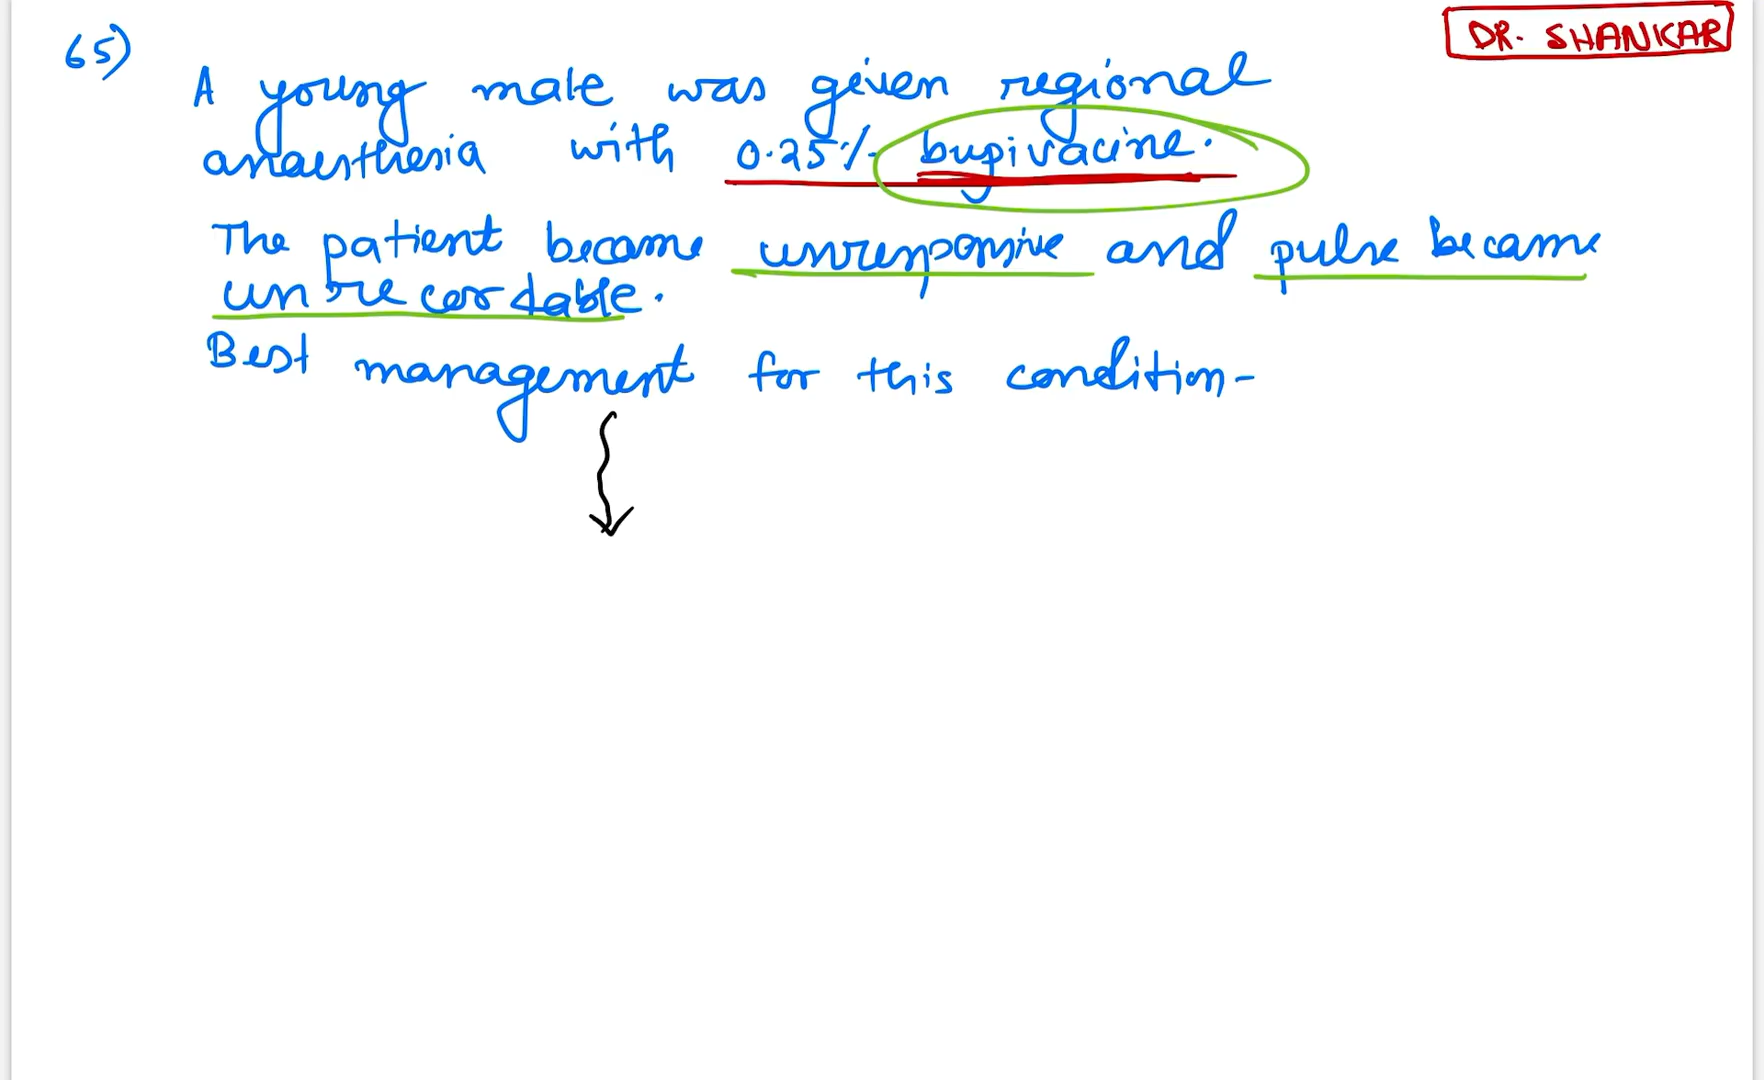 DR. SHANKAR
65)
A young male was given regional
anaesthesia with 0.25% bupivacine.
The patient became unresponsive and pulse became
unrecordable.
Best management for this condition-